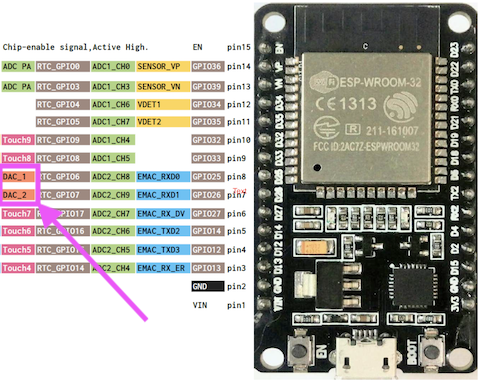 Chip-enable signal,Active High. EN pin15
ADC PA RTC_GPIO0 ADC1_CH0 SENSOR_VP GPIO36 pin14
ADC PA RTC_GPIO3 ADC1_CH3 SENSOR_VN GPIO39 pin13
RTC_GPIO4 ADC1_CH6 VDET1 GPIO34 pin12
RTC_GPIO5 ADC1_CH7 VDET2 GPIO35 pin11
Touch9 RTC_GPIO9 ADC1_CH4 GPIO32 pin10
Touch8 RTC_GPIO8 ADC1_CH5 GPIO33 pin9
DAC_1 RTC_GPIO6 ADC2_CH8 EMAC_RXD0 GPIO25 pin8
DAC_2 RTC_GPIO7 ADC2_CH9 EMAC_RXD1 GPIO26 pin7
Text
Touch7 RTC_GPIO17 ADC2_CH7 EMAC_RX_DV GPIO27 pin6
Touch6 RTC_GPIO16 ADC2_CH6 EMAC_TXD2 GPIO14 pin5
Touch5 RTC_GPIO15 ADC2_CH5 EMAC_TXD3 GPIO12 pin4
Touch4 RTC_GPIO14 ADC2_CH4 EMAC_RX_ER GPIO13 pin3
GND pin2
VIN pin1
EN
VP
VN
D34
D35
D32
D33
D25
D26
D27
D14
D12
D13
GND
VIN
C
WiFi
ESP-WROOM-32
CE1313
R 211-161007
FCC ID:2AC7Z-ESPWROOM32
D23
D22
TXD
RXD
D21
D19
D18
D5
TX2
RX2
D4
D2
D15
GND
3V3
EN
BOOT